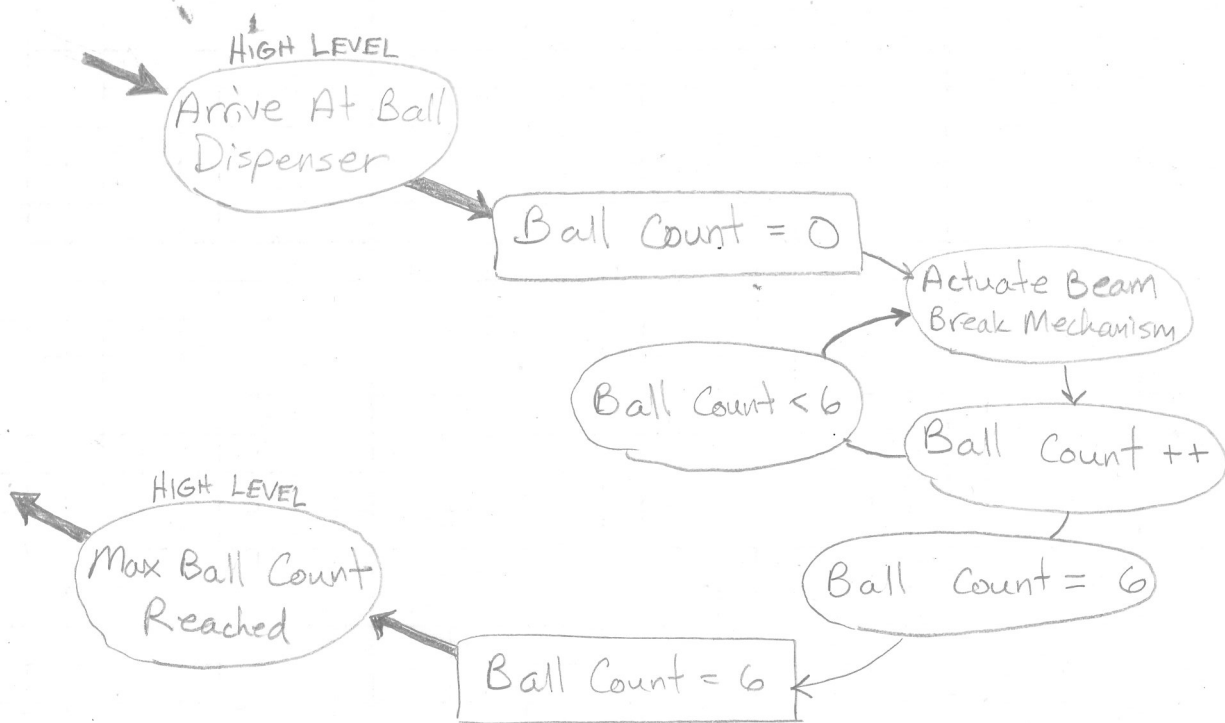 HIGH LEVEL
Arrive At Ball
Dispenser
Ball Count = 0
Actuate Beam
Break Mechanism
Ball Count < 6
Ball Count ++
HIGH LEVEL
Max Ball Count
Reached
Ball Count = 6
Ball Count = 6